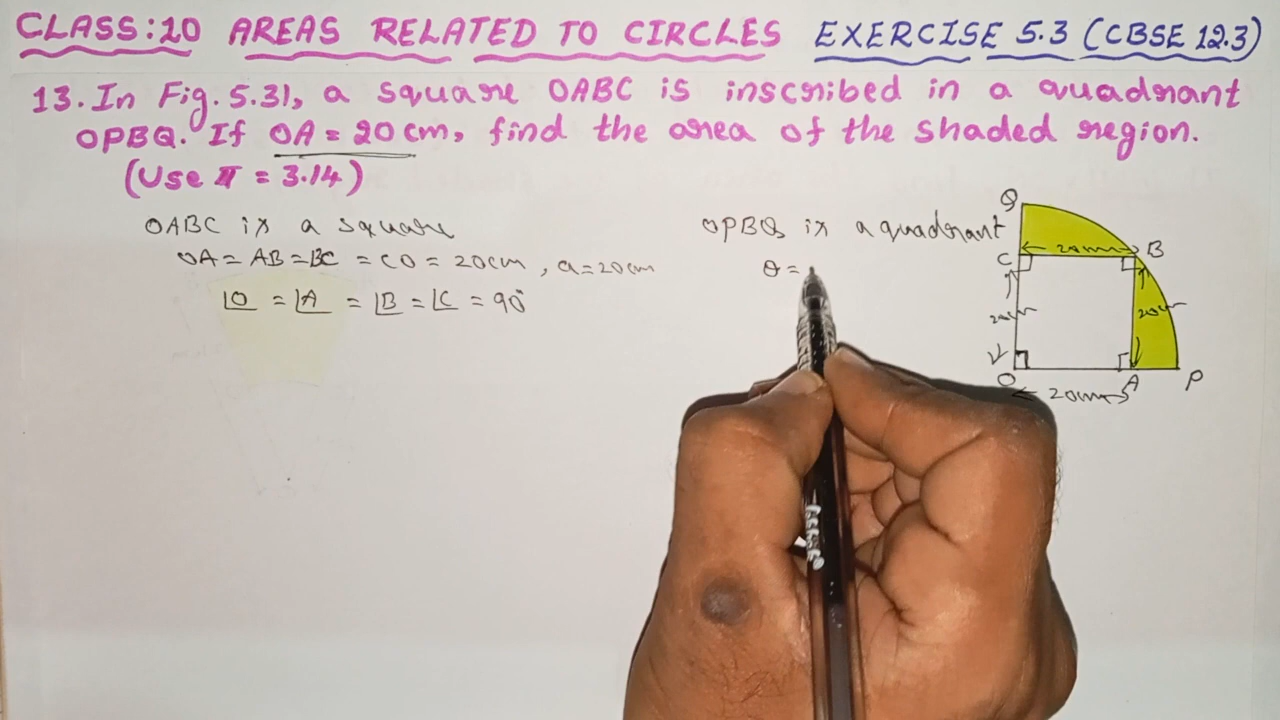 CLASS:10 AREAS RELATED TO CIRCLES EXERCISE 5.3 (CBSE 12.3)
13. In Fig. 5.31, a square OABC is inscribed in a quadrant
OPBQ. If OA = 20 cm, find the area of the shaded region.
(Use π = 3.14)
OABC is a square
OA = AB = BC = CO = 20cm, a = 20cm
∠O = ∠A = ∠B = ∠C = 90°
OPBQ is a quadrant
θ =
Q
20cm B
C
20cm 20cm
O A P
20cm